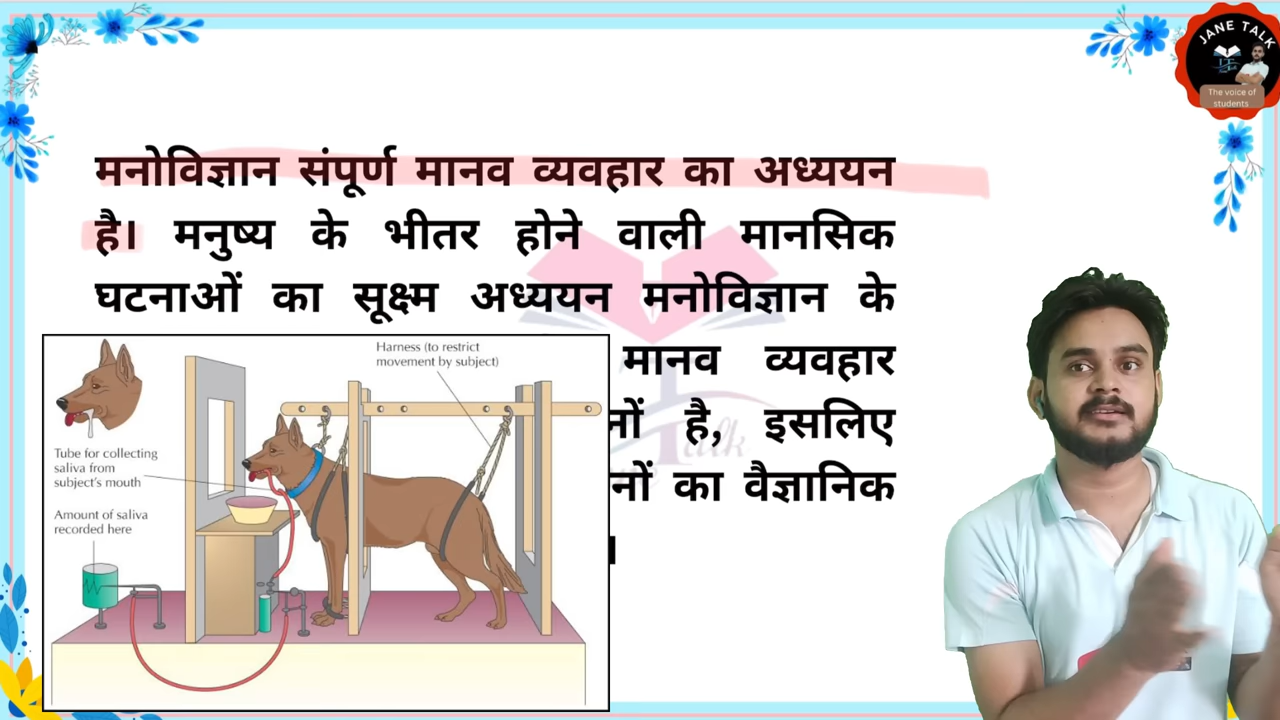 JANE TALK
The voice of
students
मनोविज्ञान संपूर्ण मानव व्यवहार का अध्ययन
है। मनुष्य के भीतर होने वाली मानसिक
घटनाओं का सूक्ष्म अध्ययन मनोविज्ञान के
मानव व्यवहार
है, इसलिए
का वैज्ञानिक
Harness (to restrict
movement by subject)
Tube for collecting
saliva from
subject's mouth
Amount of saliva
recorded here